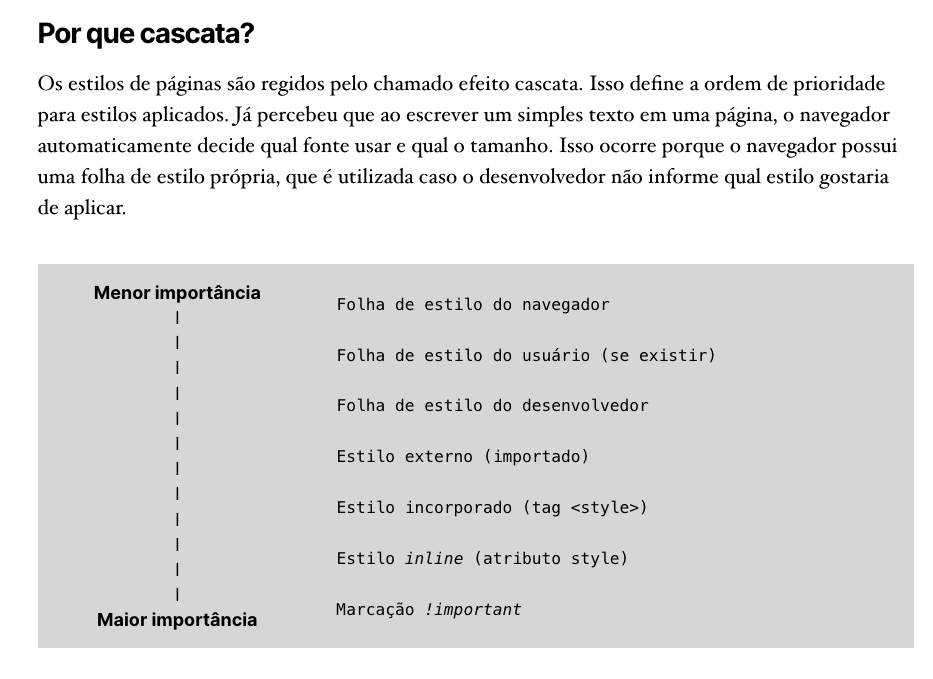 Por que cascata?
Os estilos de páginas são regidos pelo chamado efeito cascata. Isso define a ordem de prioridade
para estilos aplicados. Já percebeu que ao escrever um simples texto em uma página, o navegador
automaticamente decide qual fonte usar e qual o tamanho. Isso ocorre porque o navegador possui
uma folha de estilo própria, que é utilizada caso o desenvolvedor não informe qual estilo gostaria
de aplicar.
Menor importância
|
|
|
|
|
|
|
|
|
|
|
|
Maior importância
Folha de estilo do navegador
Folha de estilo do usuário (se existir)
Folha de estilo do desenvolvedor
Estilo externo (importado)
Estilo incorporado (tag <style>)
Estilo inline (atributo style)
Marcação !important